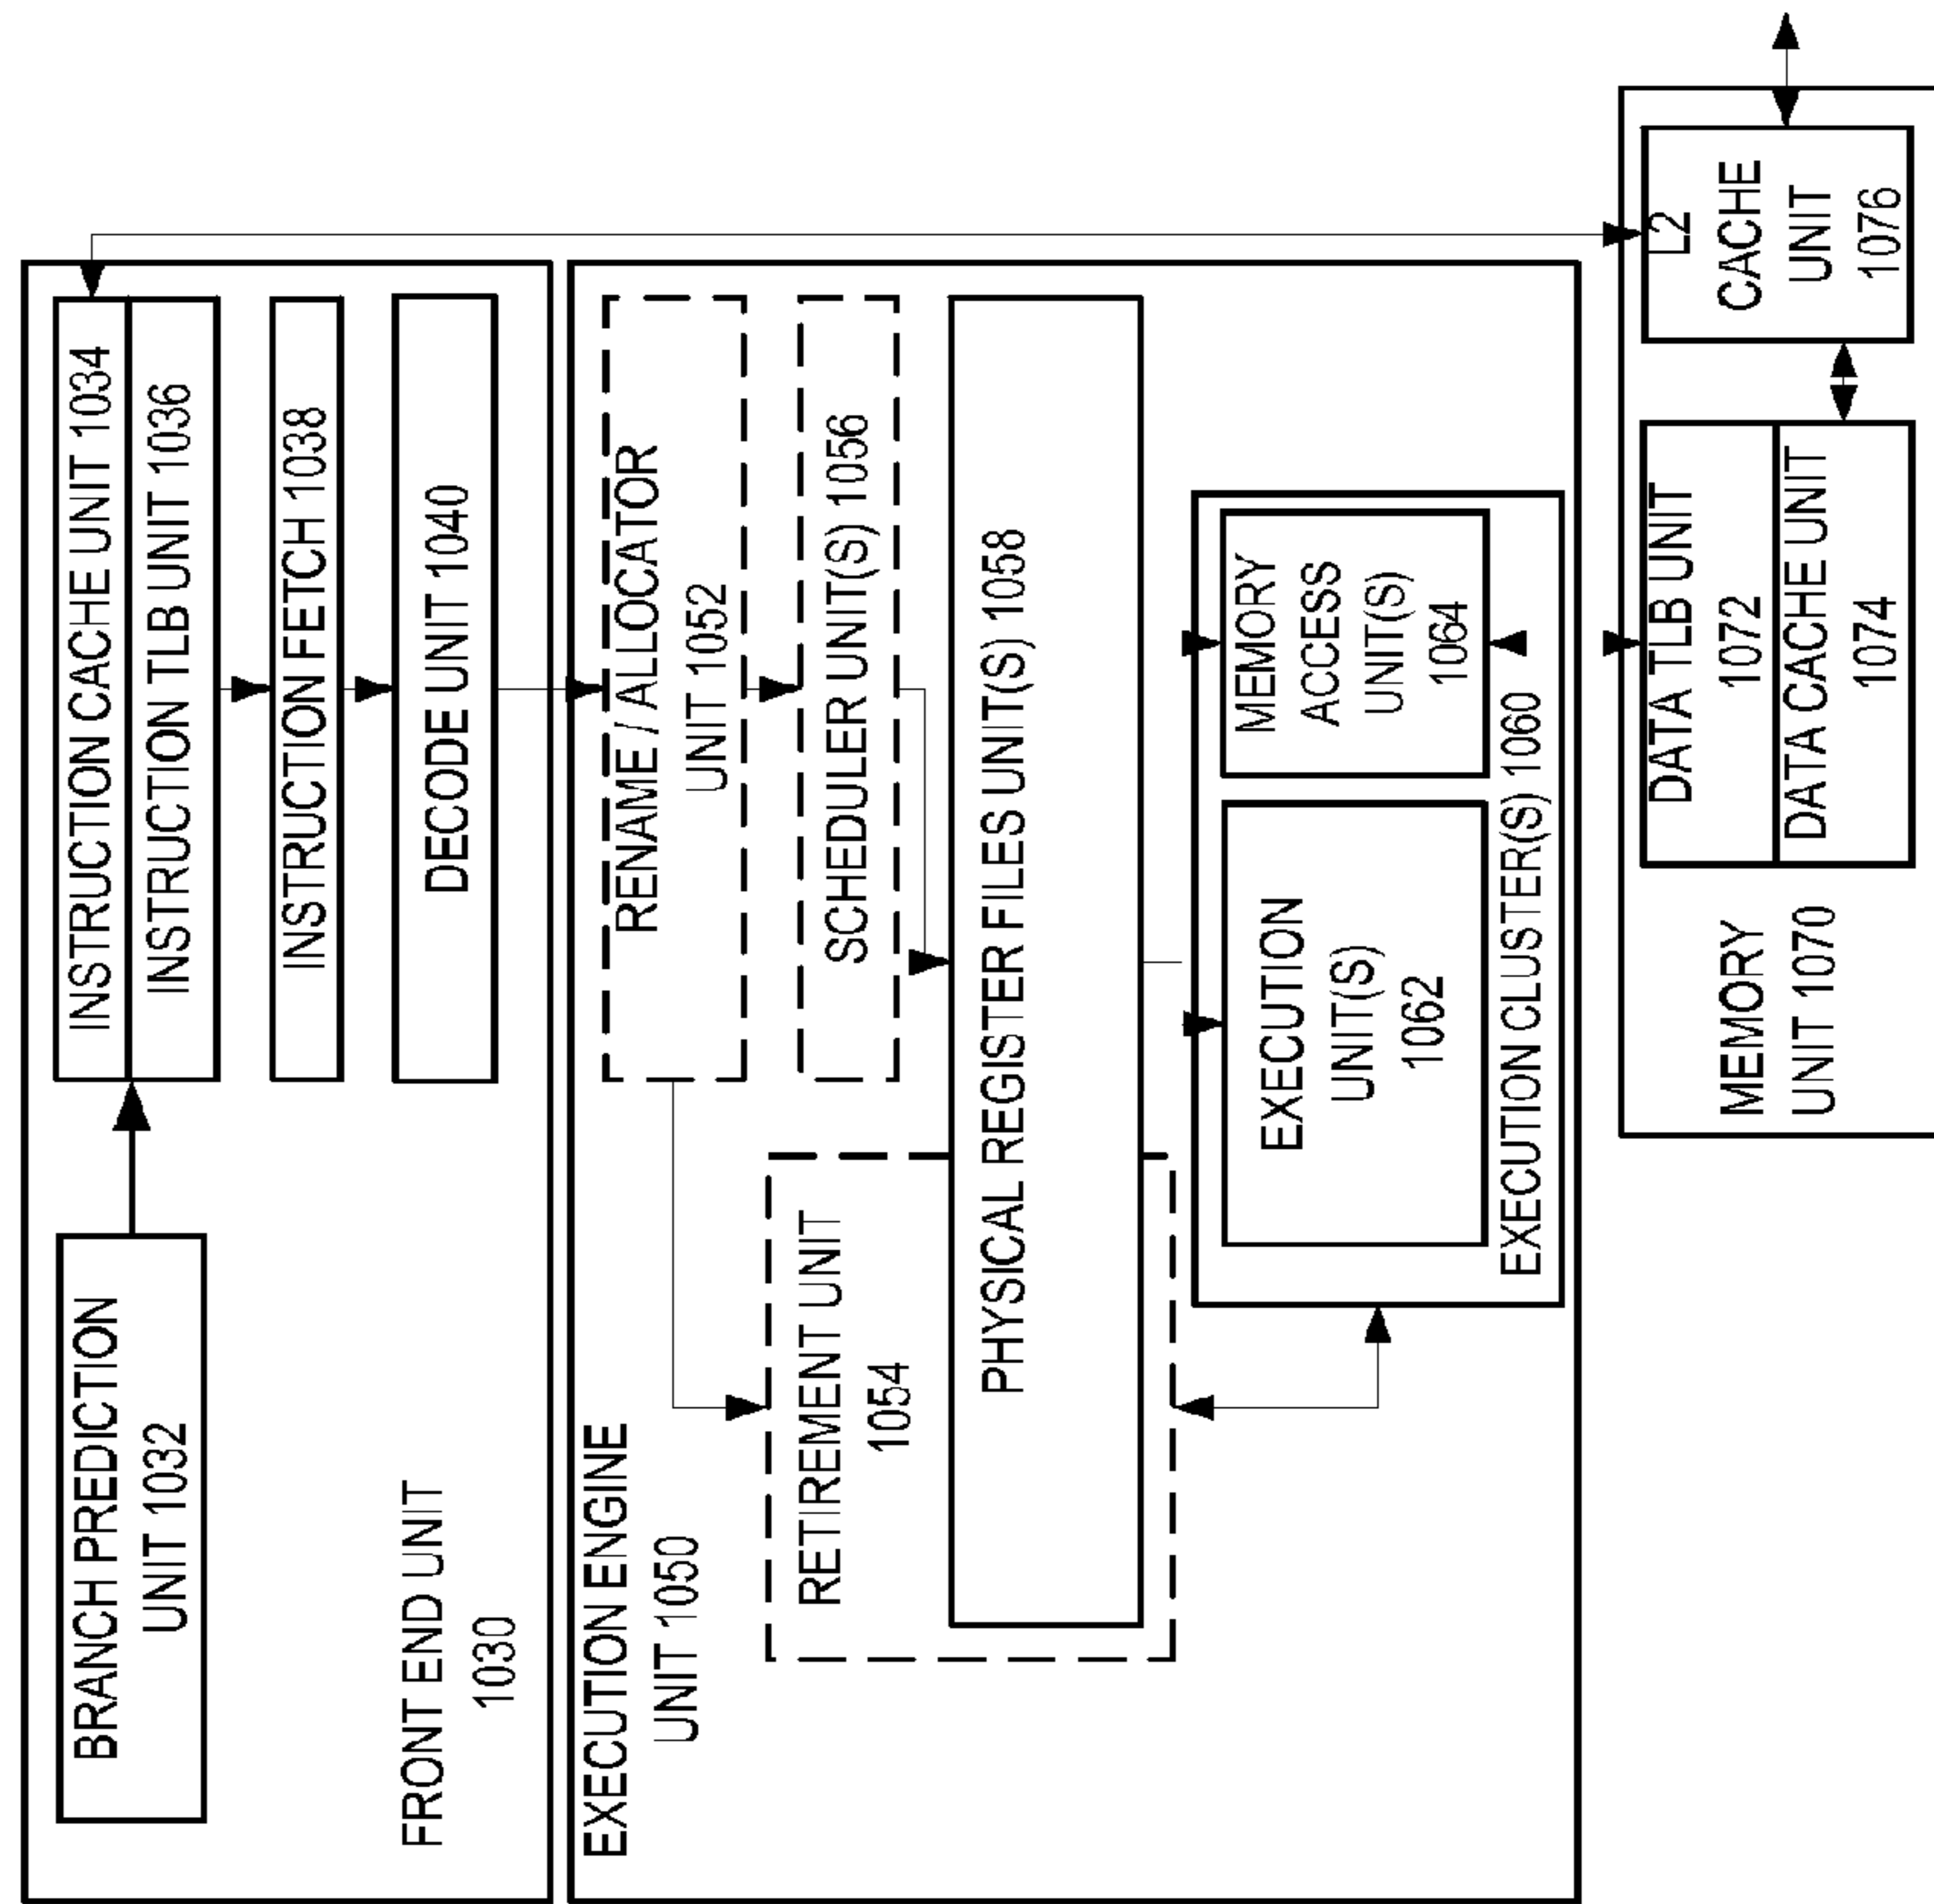 BRANCH PREDICTION
UNIT 1032
INSTRUCTION CACHE UNIT 1034
INSTRUCTION TLB UNIT 1036
INSTRUCTION FETCH 1038
DECODE UNIT 1040
FRONT END UNIT
1030
EXECUTION ENGINE
UNIT 1050
RENAME / ALLOCATOR
UNIT 1052
RETIREMENT UNIT
1054
SCHEDULER UNIT(S) 1056
PHYSICAL REGISTER FILES UNIT(S) 1058
EXECUTION
UNIT(S)
1062
MEMORY
ACCESS
UNIT(S)
1064
EXECUTION CLUSTER(S) 1060
MEMORY
UNIT 1070
DATA TLB UNIT
1072
DATA CACHE UNIT
1074
L2
CACHE
UNIT
1076